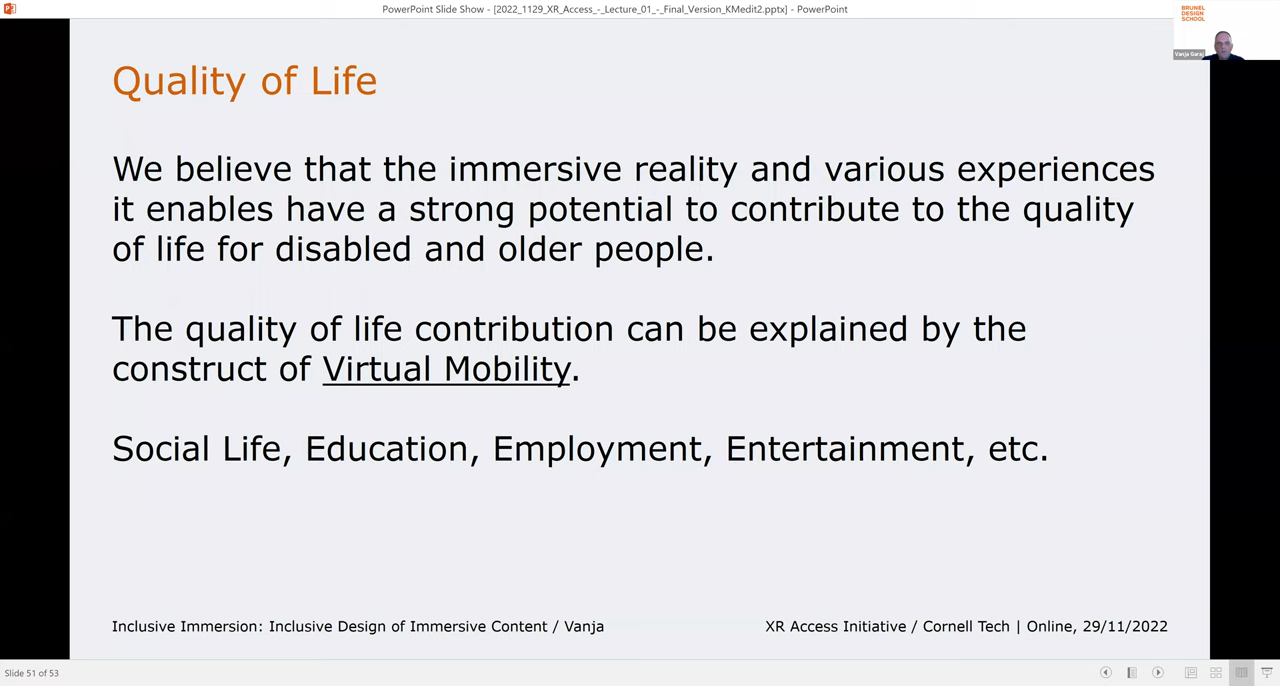 PowerPoint Slide Show - [2022_1129_XR_Access_-_Lecture_01_-_Final_Version_KMedit2.pptx] - PowerPoint
BRUNEL
DESIGN
SCHOOL
Vanja Garaj
Quality of Life
We believe that the immersive reality and various experiences
it enables have a strong potential to contribute to the quality
of life for disabled and older people.
The quality of life contribution can be explained by the
construct of Virtual Mobility.
Social Life, Education, Employment, Entertainment, etc.
Inclusive Immersion: Inclusive Design of Immersive Content / Vanja
XR Access Initiative / Cornell Tech | Online, 29/11/2022
Slide 51 of 53